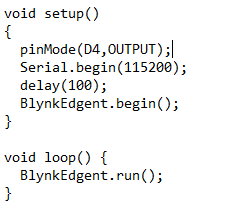 void setup()
{
  pinMode(D4,OUTPUT);
  Serial.begin(115200);
  delay(100);
  BlynkEdgent.begin();
}

void loop() {
  BlynkEdgent.run();
}